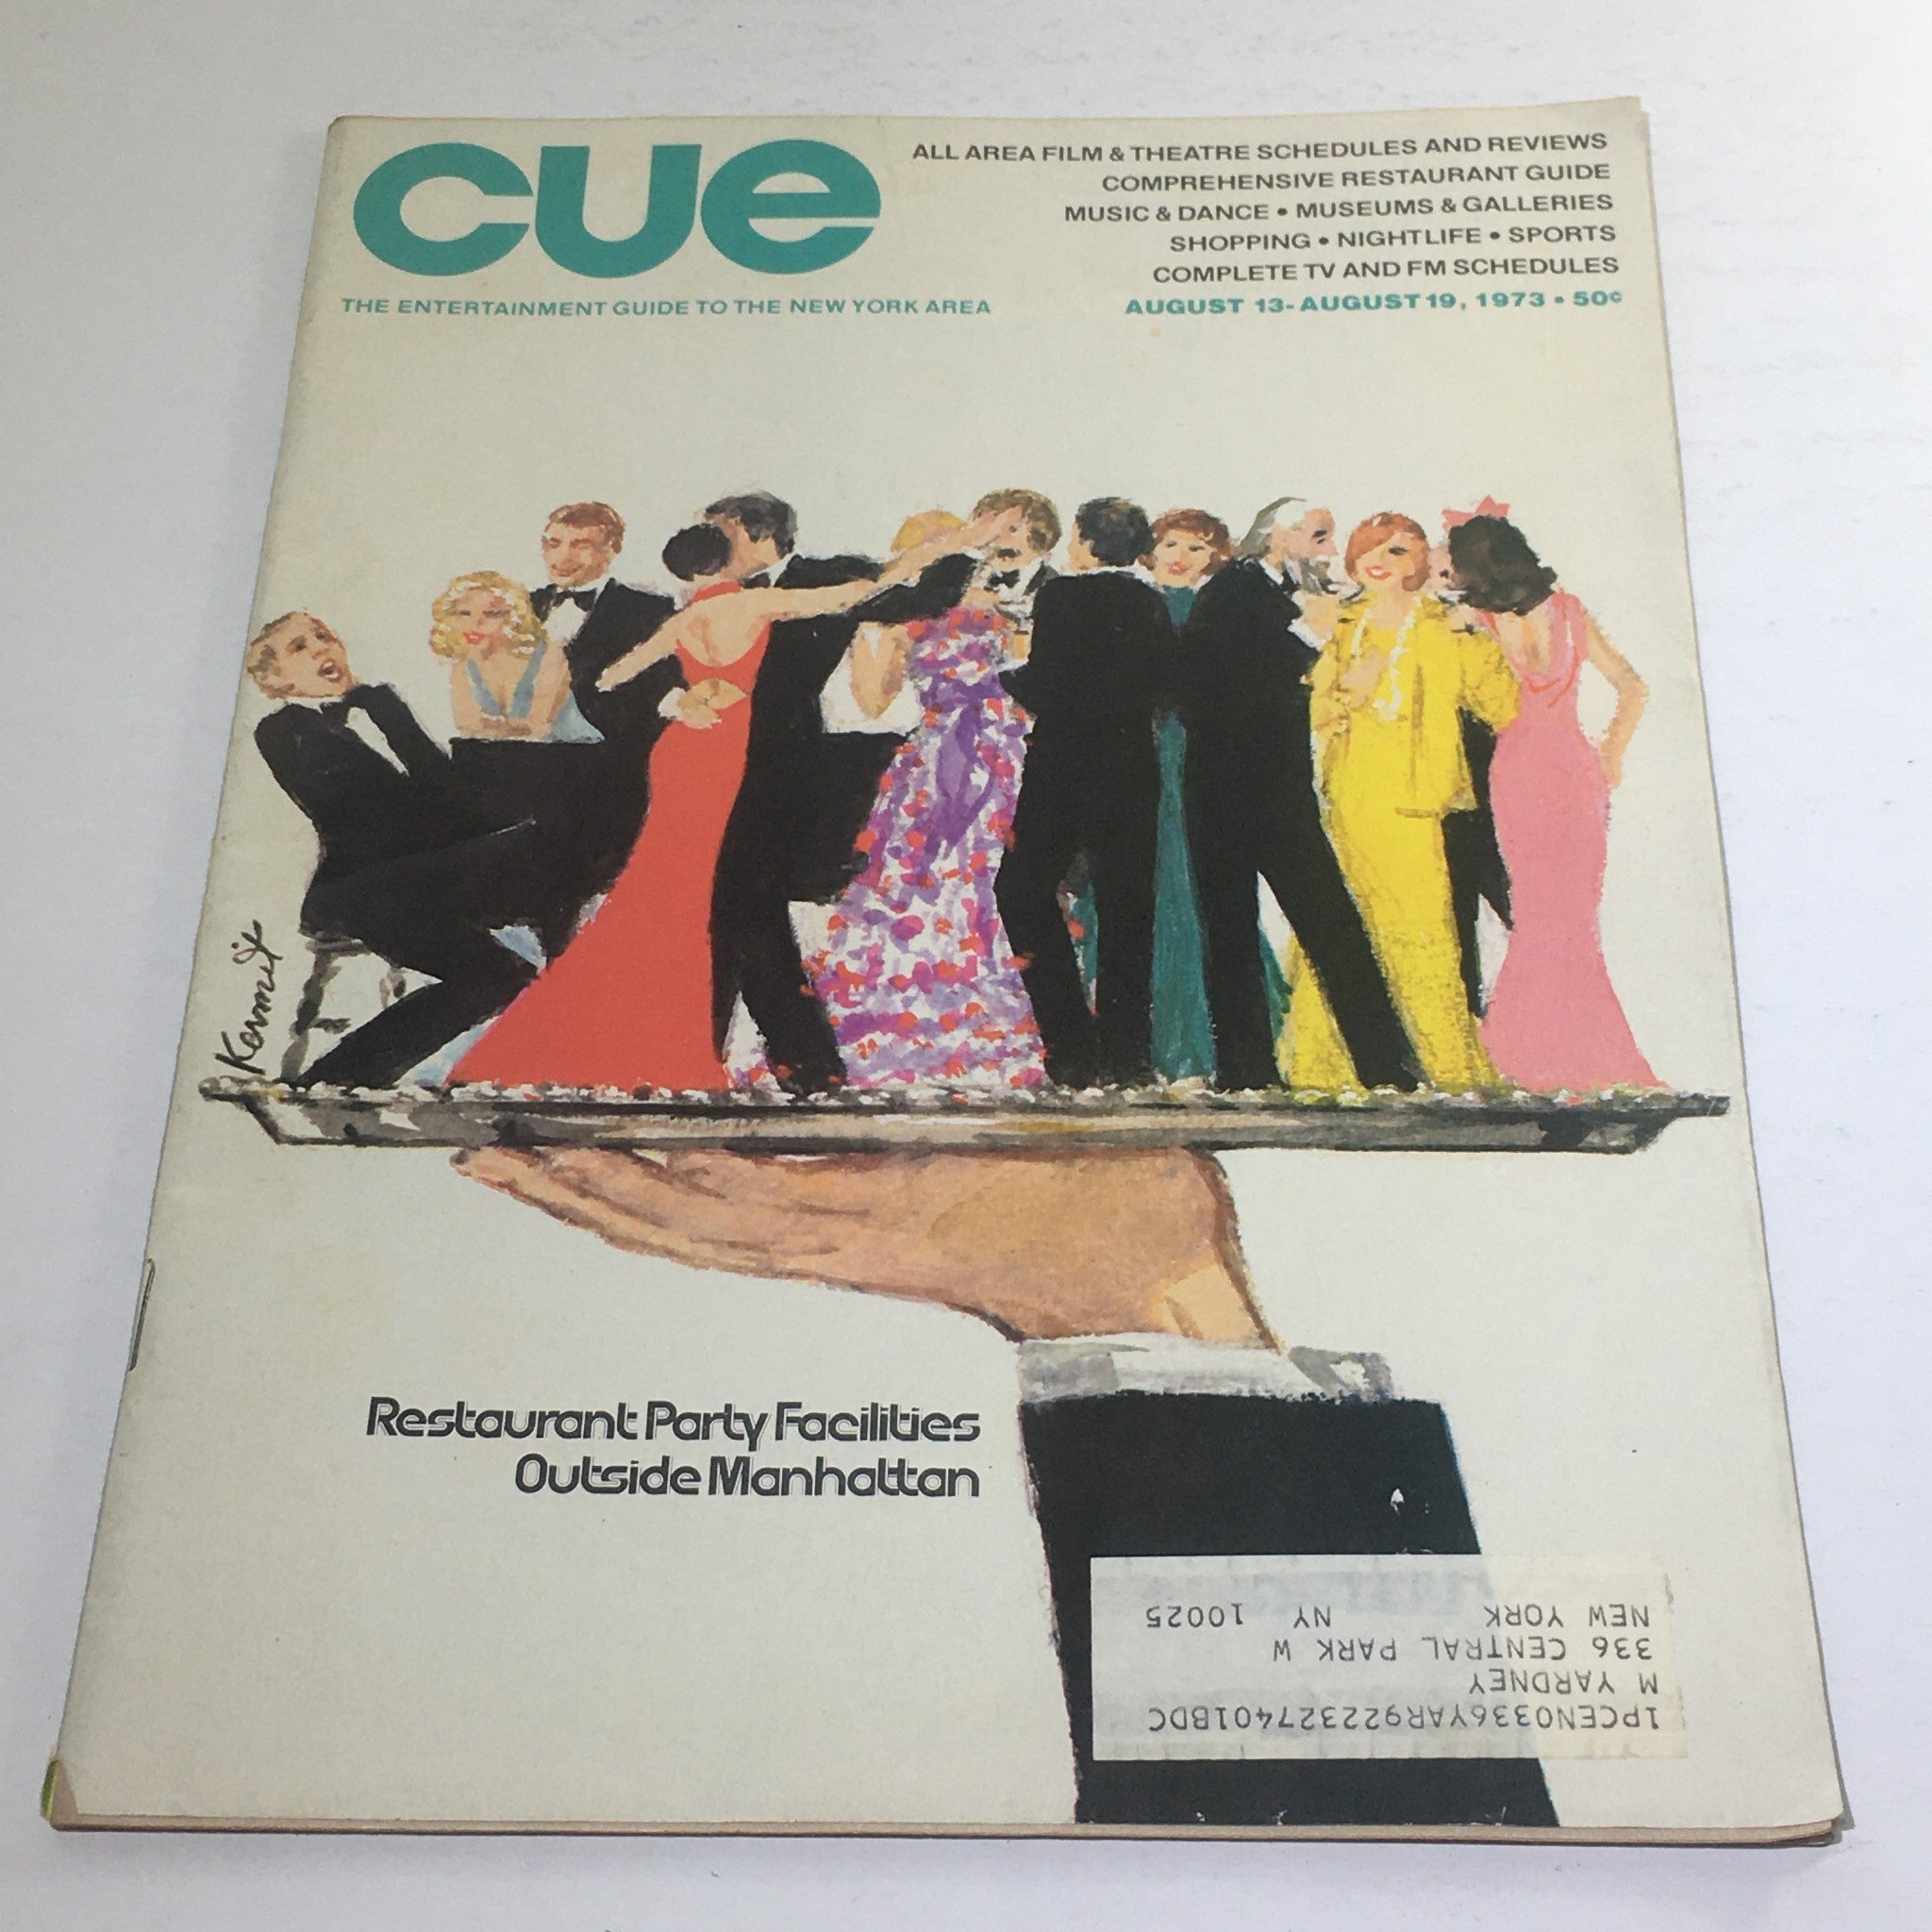 cue
THE ENTERTAINMENT GUIDE TO THE NEW YORK AREA
ALL AREA FILM & THEATRE SCHEDULES AND REVIEWS
COMPREHENSIVE RESTAURANT GUIDE
MUSIC & DANCE • MUSEUMS & GALLERIES
SHOPPING • NIGHTLIFE • SPORTS
COMPLETE TV AND FM SCHEDULES
AUGUST 13-AUGUST 19, 1973 • 50¢
Kermit
Restaurant Party Facilities
Outside Manhattan
1PCEN0336YAR922327401BDC
M YARDNEY
336 CENTRAL PARK W
NEW YORK NY 10025